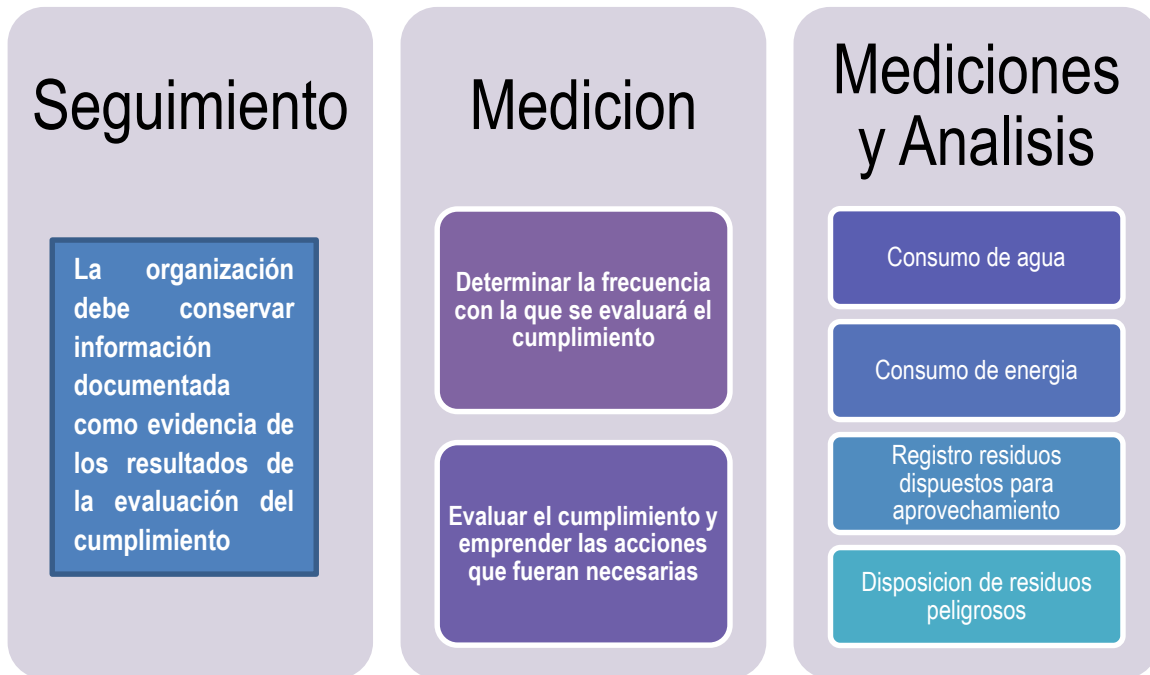 Seguimiento
La organización
debe conservar
información
documentada
como evidencia de
los resultados de
la evaluación del
cumplimiento
Medicion
Determinar la frecuencia
con la que se evaluará el
cumplimiento
Evaluar el cumplimiento y
emprender las acciones
que fueran necesarias
Mediciones
y Analisis
Consumo de agua
Consumo de energia
Registro residuos
dispuestos para
aprovechamiento
Disposicion de residuos
peligrosos